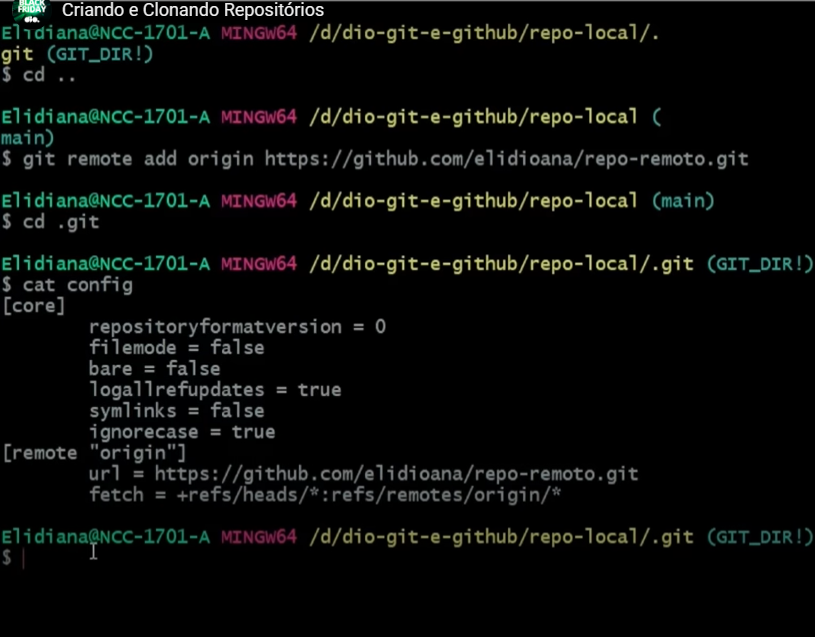 BLACK
FRIDAY
dio.
Criando e Clonando Repositórios
Elidiana@NCC-1701-A MINGW64 /d/dio-git-e-github/repo-local/.
git (GIT_DIR!)
$ cd ..
Elidiana@NCC-1701-A MINGW64 /d/dio-git-e-github/repo-local (
main)
$ git remote add origin https://github.com/elidioana/repo-remoto.git
Elidiana@NCC-1701-A MINGW64 /d/dio-git-e-github/repo-local (main)
$ cd .git
Elidiana@NCC-1701-A MINGW64 /d/dio-git-e-github/repo-local/.git (GIT_DIR!)
$ cat config
[core]
repositoryformatversion = 0
filemode = false
bare = false
logallrefupdates = true
symlinks = false
ignorecase = true
[remote "origin"]
url = https://github.com/elidioana/repo-remoto.git
fetch = +refs/heads/*:refs/remotes/origin/*
Elidiana@NCC-1701-A MINGW64 /d/dio-git-e-github/repo-local/.git (GIT_DIR!)
$